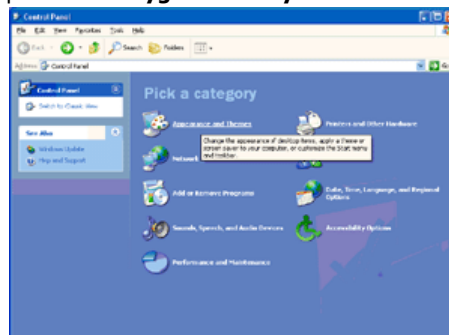 Control Panel
File Edit View Favorites Tools Help
Back Search Folders
Address Control Panel Go
Control Panel
Switch to Classic View
See Also
Windows Update
Help and Support
Pick a category
Appearance and Themes
Printers and Other Hardware
Change the appearance of desktop items, apply a theme or
screen saver to your computer, or customize the Start menu
and taskbar.
Network
Add or Remove Programs
Date, Time, Language, and Regional
Options
Sounds, Speech, and Audio Devices
Accessibility Options
Performance and Maintenance